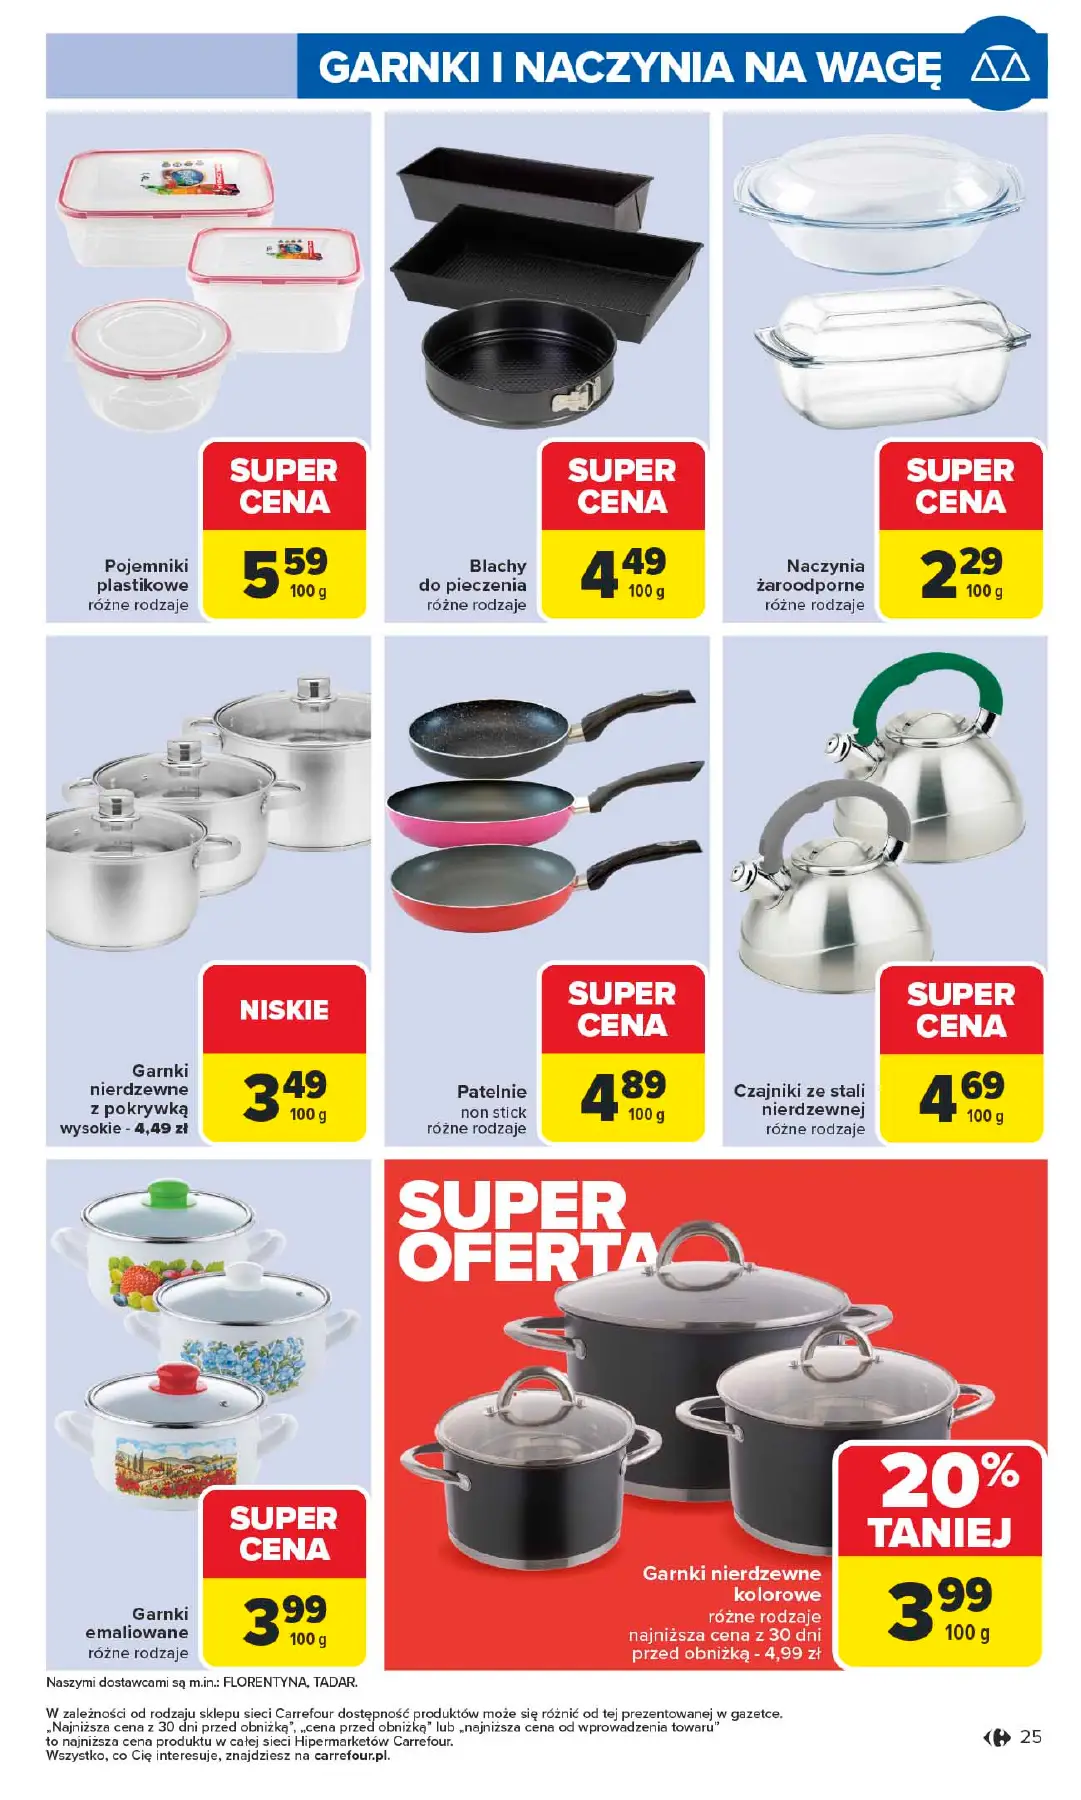 GARNKI I NACZYNIA NA WAGĘ
SUPER
CENA
Pojemniki
plastikowe
różne rodzaje
5 59
100 g
SUPER
CENA
Blachy
do pieczenia
różne rodzaje
4 49
100 g
SUPER
CENA
Naczynia
żaroodporne
różne rodzaje
2 29
100 g
NISKIE
Garnki
nierdzewne
z pokrywką
wysokie - 4,49 zł
3 49
100 g
SUPER
CENA
Patelnie
non stick
różne rodzaje
4 89
100 g
SUPER
CENA
Czajniki ze stali
nierdzewnej
różne rodzaje
4 69
100 g
SUPER
CENA
Garnki
emaliowane
różne rodzaje
3 99
100 g
SUPER
OFERTA
20%
TANIEJ
Garnki nierdzewne
kolorowe
różne rodzaje
najniższa cena z 30 dni
przed obniżką - 4,99 zł
3 99
100 g
Naszymi dostawcami są m.in.: FLORENTYNA, TADAR.
W zależności od rodzaju sklepu sieci Carrefour dostępność produktów może się różnić od tej prezentowanej w gazetce.
„Najniższa cena z 30 dni przed obniżką”, „cena przed obniżką” lub „najniższa cena od wprowadzenia towaru”
to najniższa cena produktu w całej sieci Hipermarketów Carrefour.
Wszystko, co Cię interesuje, znajdziesz na carrefour.pl.
25